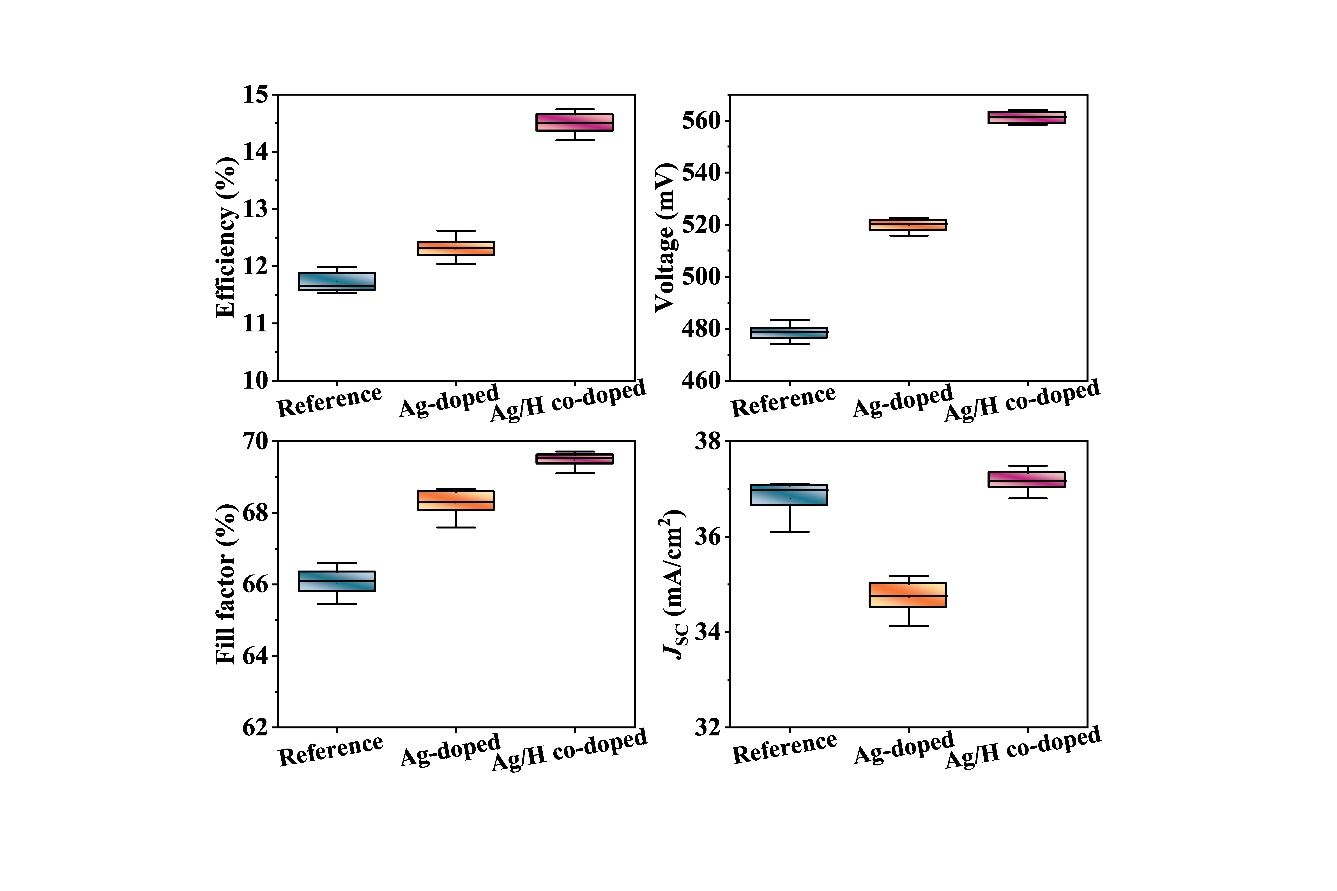 Efficiency (%)
15
14
13
12
11
10
Reference
Ag-doped
Ag/H co-doped
Voltage (mV)
560
540
520
500
480
460
Reference
Ag-doped
Ag/H co-doped
Fill factor (%)
70
68
66
64
62
Reference
Ag-doped
Ag/H co-doped
JSC (mA/cm²)
38
36
34
32
Reference
Ag-doped
Ag/H co-doped